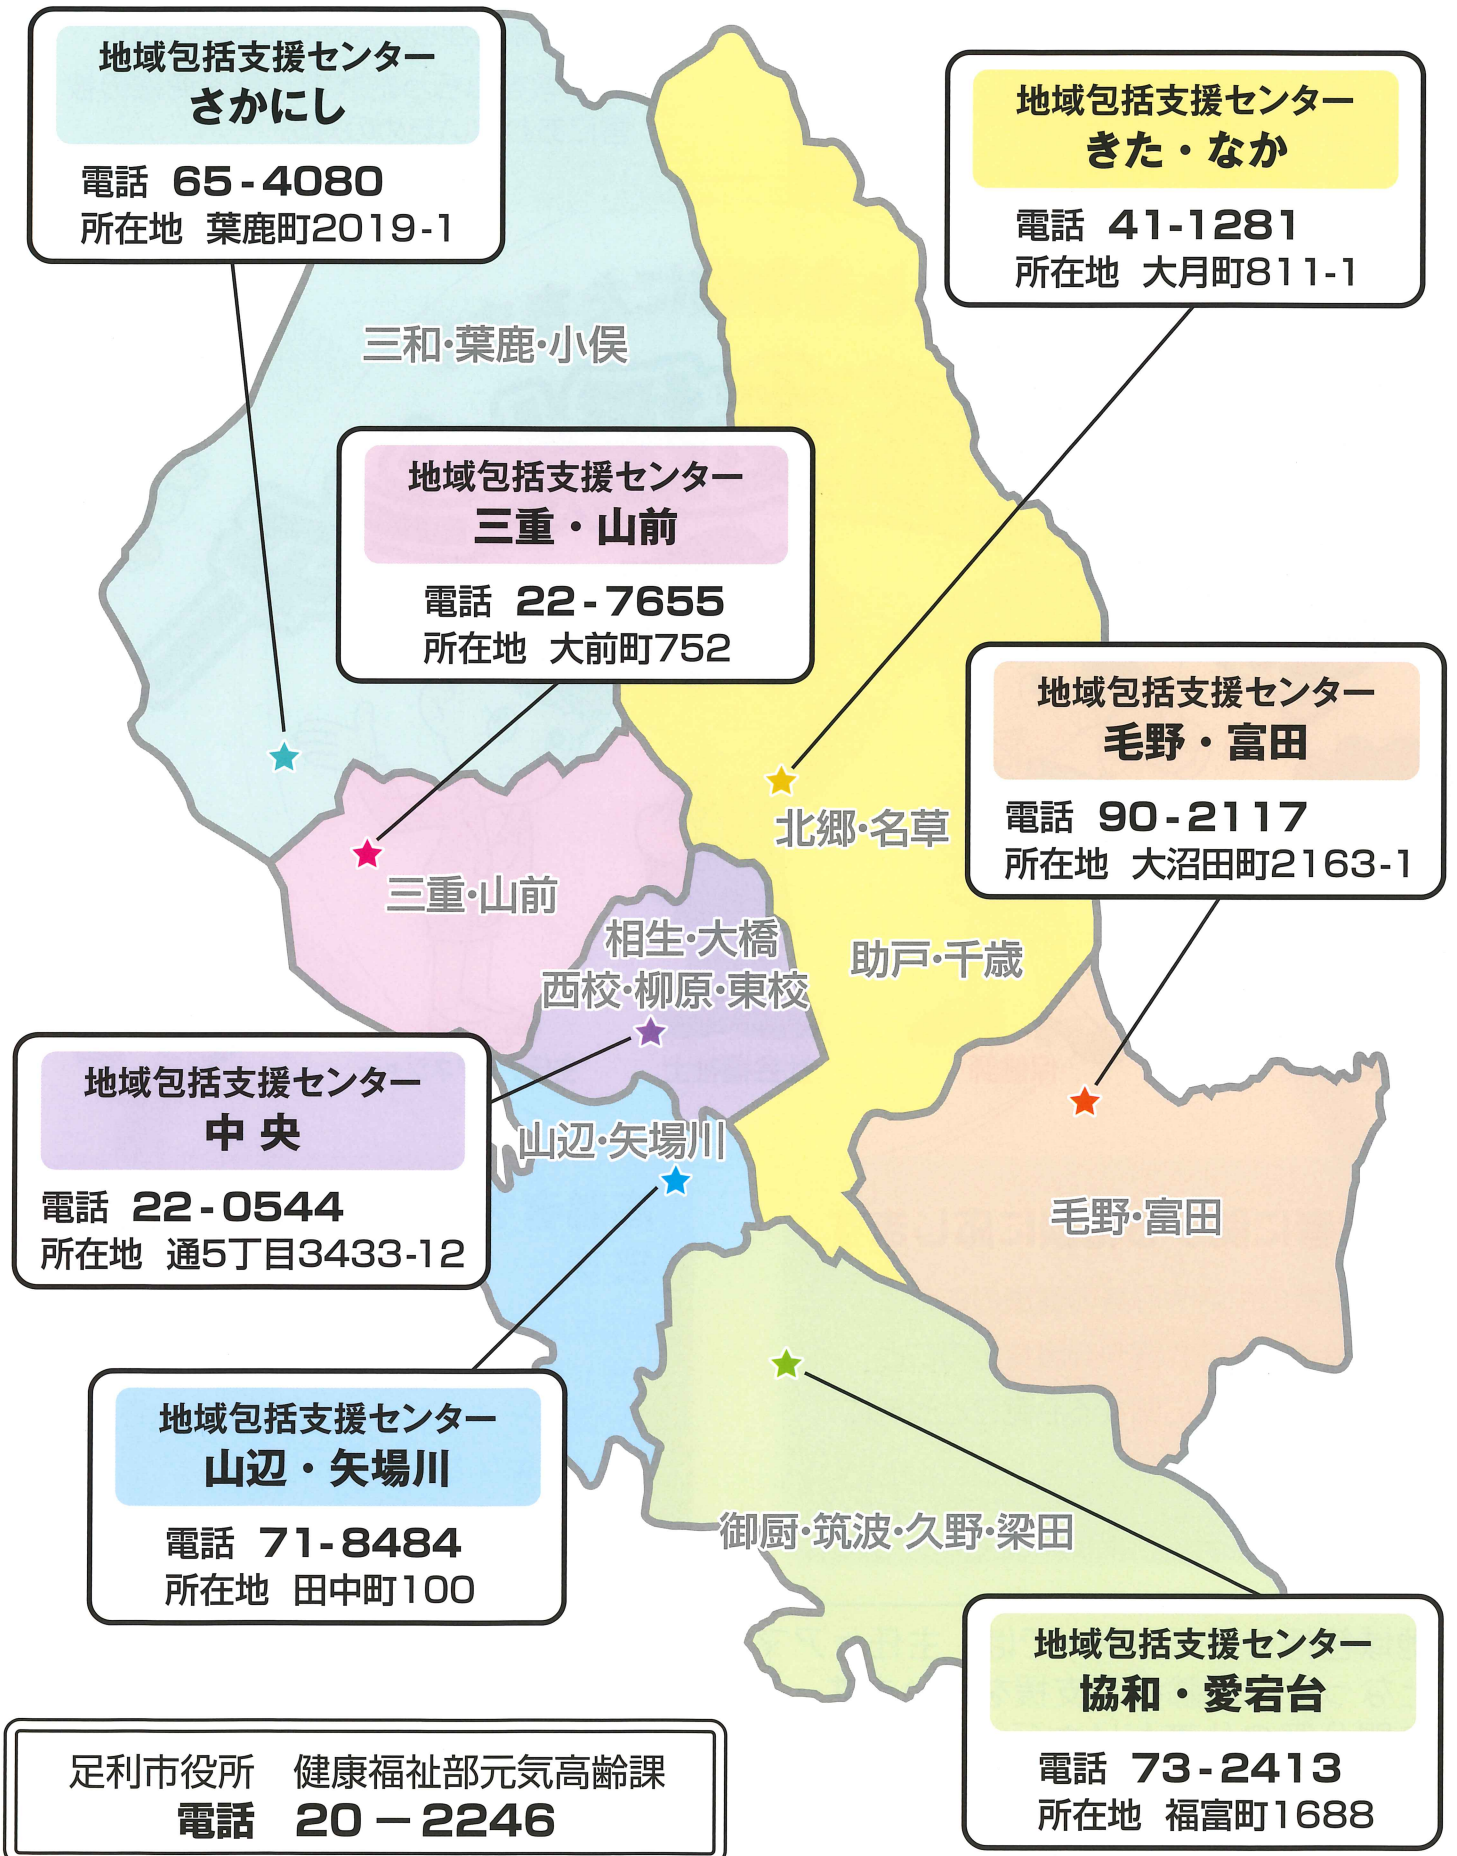 地域包括支援センター
さかにし
電話 65-4080
所在地 葉鹿町2019-1
地域包括支援センター
きた・なか
電話 41-1281
所在地 大月町811-1
三和・葉鹿・小俣
地域包括支援センター
三重・山前
電話 22-7655
所在地 大前町752
地域包括支援センター
毛野・富田
電話 90-2117
所在地 大沼田町2163-1
北郷・名草
三重・山前
相生・大橋
西校・柳原・東校
助戸・千歳
地域包括支援センター
中央
電話 22-0544
所在地 通5丁目3433-12
山辺・矢場川
毛野・富田
地域包括支援センター
山辺・矢場川
電話 71-8484
所在地 田中町100
御厨・筑波・久野・梁田
地域包括支援センター
協和・愛宕台
電話 73-2413
所在地 福富町1688
足利市役所 健康福祉部元気高齢課
電話 20－2246